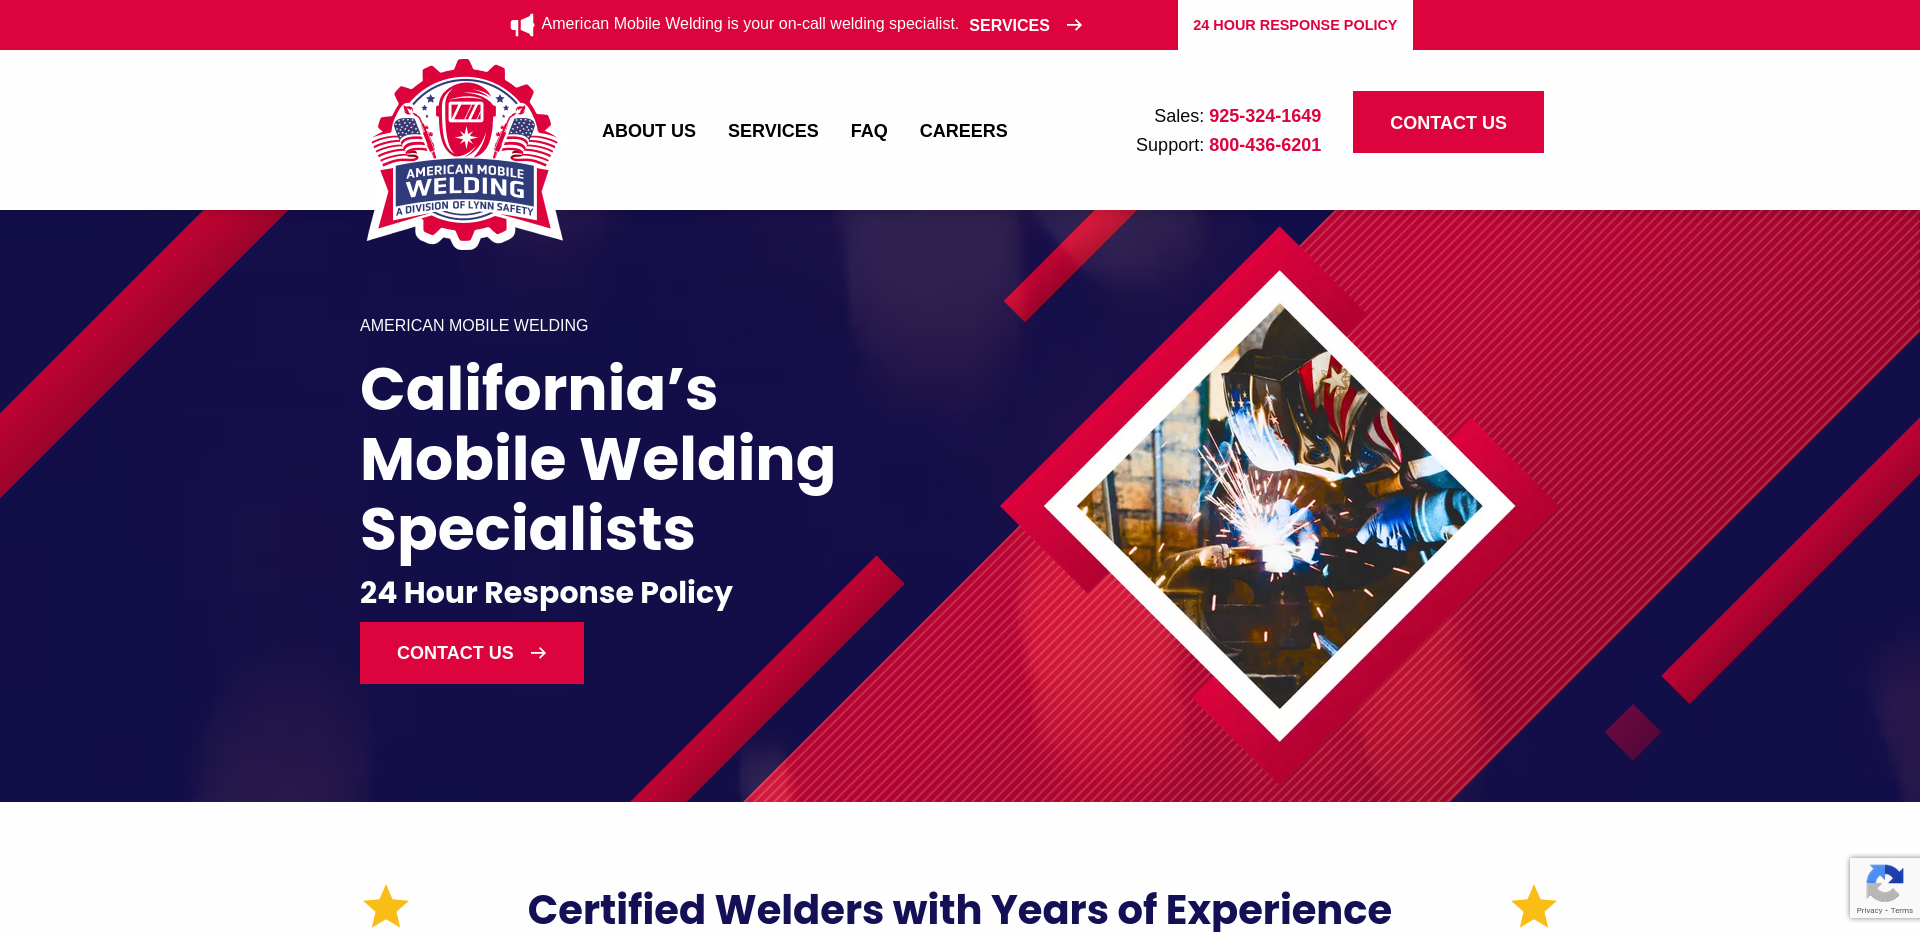 American Mobile Welding is your on-call welding specialist. SERVICES
24 HOUR RESPONSE POLICY
AMERICAN MOBILE
WELDING
A DIVISION OF LYNN SAFETY
ABOUT US SERVICES FAQ CAREERS
Sales: 925-324-1649
Support: 800-436-6201
CONTACT US
AMERICAN MOBILE WELDING
California’s
Mobile Welding
Specialists
24 Hour Response Policy
CONTACT US
Certified Welders with Years of Experience
Privacy - Terms